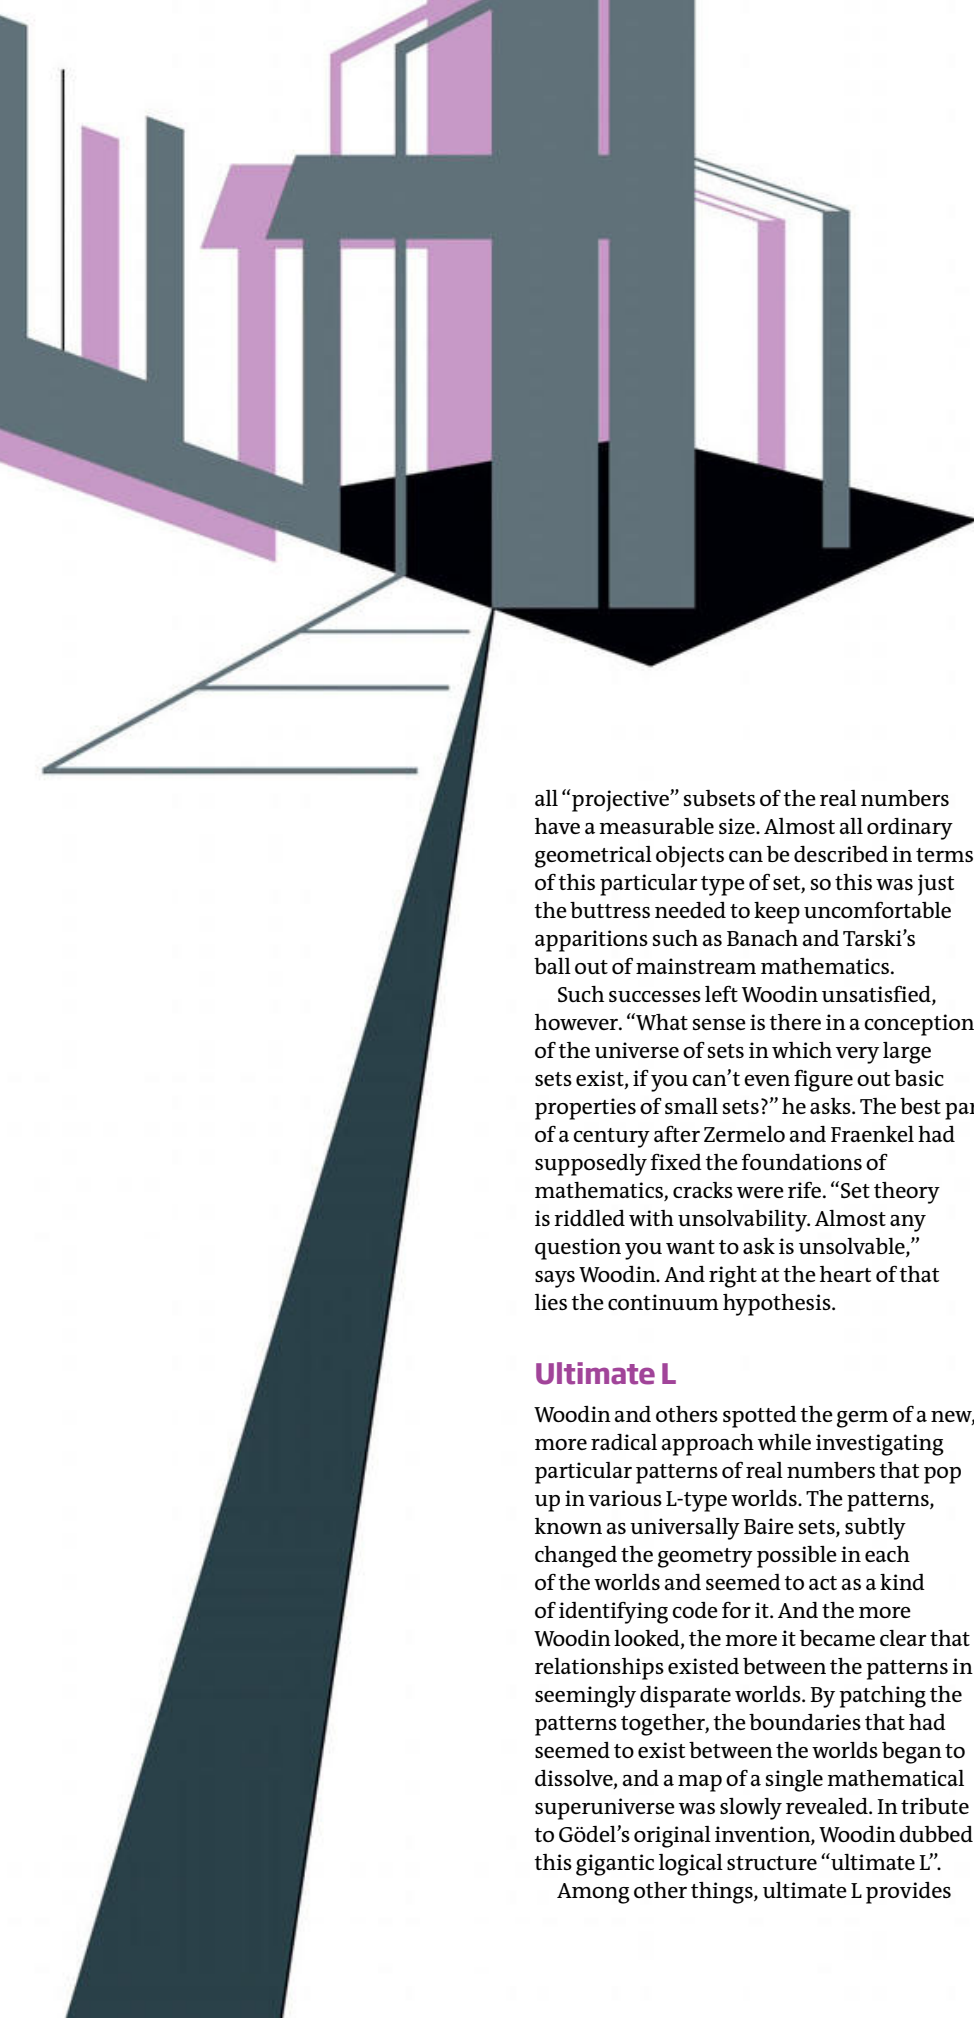 all “projective” subsets of the real numbers
have a measurable size. Almost all ordinary
geometrical objects can be described in terms
of this particular type of set, so this was just
the buttress needed to keep uncomfortable
apparitions such as Banach and Tarski’s
ball out of mainstream mathematics.
Such successes left Woodin unsatisfied,
however. “What sense is there in a conception
of the universe of sets in which very large
sets exist, if you can’t even figure out basic
properties of small sets?” he asks. The best par
of a century after Zermelo and Fraenkel had
supposedly fixed the foundations of
mathematics, cracks were rife. “Set theory
is riddled with unsolvability. Almost any
question you want to ask is unsolvable,”
says Woodin. And right at the heart of that
lies the continuum hypothesis.
Ultimate L
Woodin and others spotted the germ of a new,
more radical approach while investigating
particular patterns of real numbers that pop
up in various L-type worlds. The patterns,
known as universally Baire sets, subtly
changed the geometry possible in each
of the worlds and seemed to act as a kind
of identifying code for it. And the more
Woodin looked, the more it became clear that
relationships existed between the patterns in
seemingly disparate worlds. By patching the
patterns together, the boundaries that had
seemed to exist between the worlds began to
dissolve, and a map of a single mathematical
superuniverse was slowly revealed. In tribute
to Gödel’s original invention, Woodin dubbed
this gigantic logical structure “ultimate L”.
Among other things, ultimate L provides